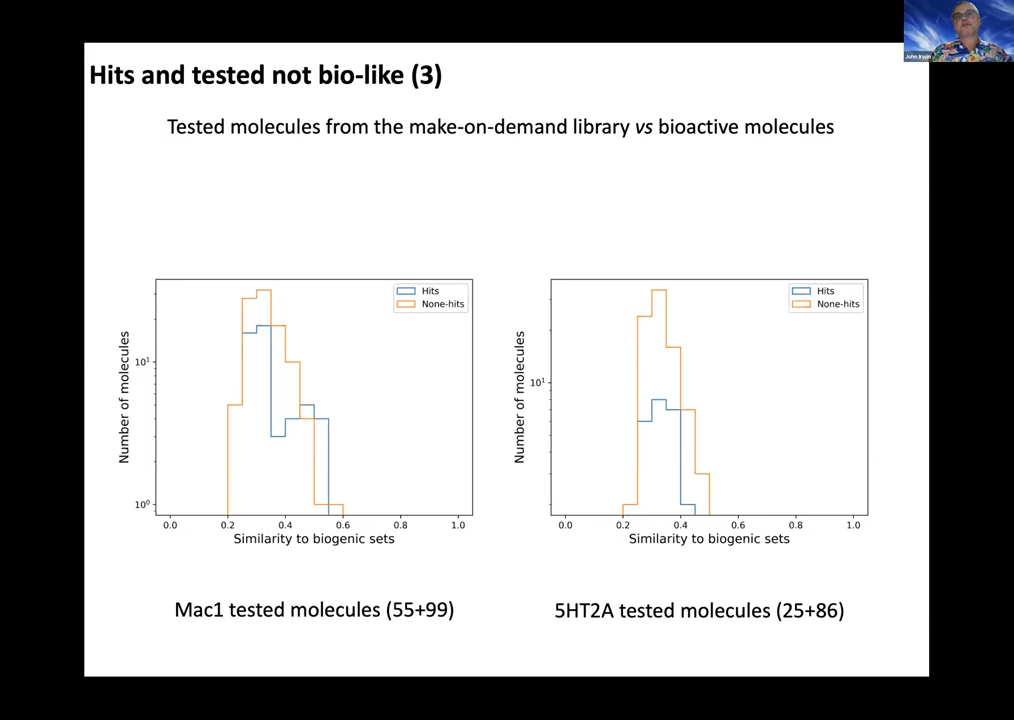 John Irwin
Hits and tested not bio-like (3)
Tested molecules from the make-on-demand library vs bioactive molecules
Hits
None-hits
10¹
10⁰
Number of molecules
0.0 0.2 0.4 0.6 0.8 1.0
Similarity to biogenic sets
Mac1 tested molecules (55+99)
Hits
None-hits
10¹
Number of molecules
0.0 0.2 0.4 0.6 0.8 1.0
Similarity to biogenic sets
5HT2A tested molecules (25+86)